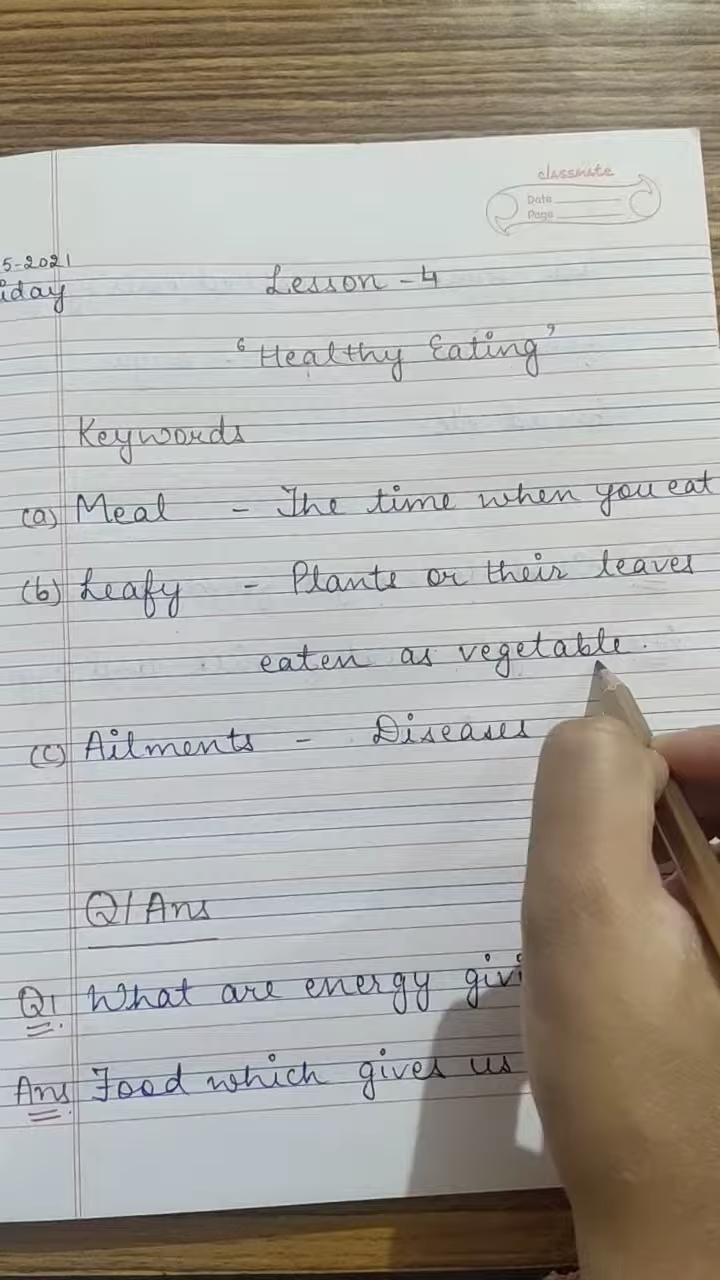 classmate
Date
Page
5-2021
iday
Lesson - 4
'Healthy Eating'
Keywords
(a) Meal - The time when you eat
(b) Leafy - Plants or their leaves
eaten as vegetable.
(c) Ailments - Diseases
Q/Ans
Q1 What are energy givi
Ans Food which gives us